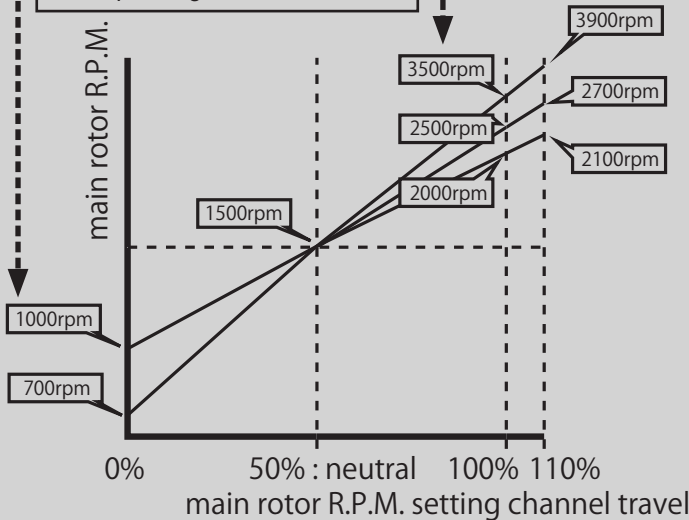 3900rpm
3500rpm
2700rpm
2500rpm
2100rpm
2000rpm
1500rpm
main rotor R.P.M.
1000rpm
700rpm
0% 50% : neutral 100% 110%
main rotor R.P.M. setting channel travel